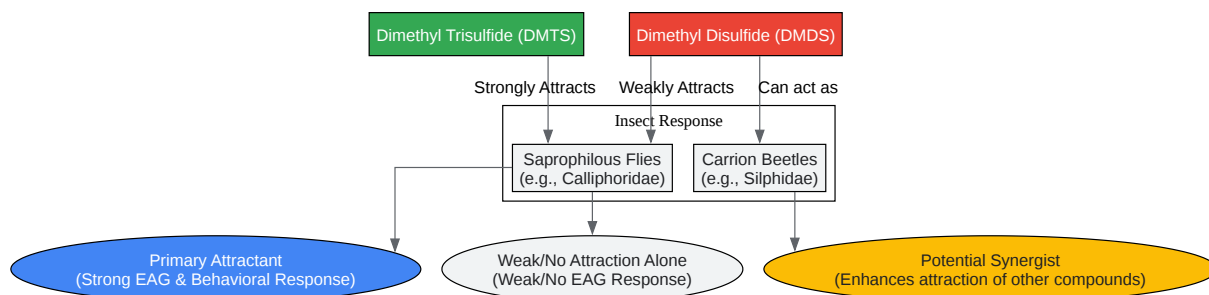 Dimethyl Trisulfide (DMTS)
Dimethyl Disulfide (DMDS)
Strongly Attracts
Weakly Attracts
Can act as
Insect Response
Saprophilous Flies
(e.g., Calliphoridae)
Carrion Beetles
(e.g., Silphidae)
Primary Attractant
(Strong EAG & Behavioral Response)
Weak/No Attraction Alone
(Weak/No EAG Response)
Potential Synergist
(Enhances attraction of other compounds)